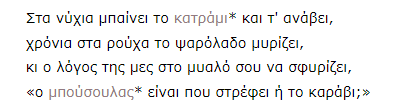 Στα νύχια μπαίνει το κατράμι* και τ' ανάβει,
χρόνια στα ρούχα το ψαρόλαδο μυρίζει,
κι ο λόγος της μες στο μυαλό σου να σφυρίζει,
«ο μπούσουλας* είναι που στρέφει ή το καράβι;»